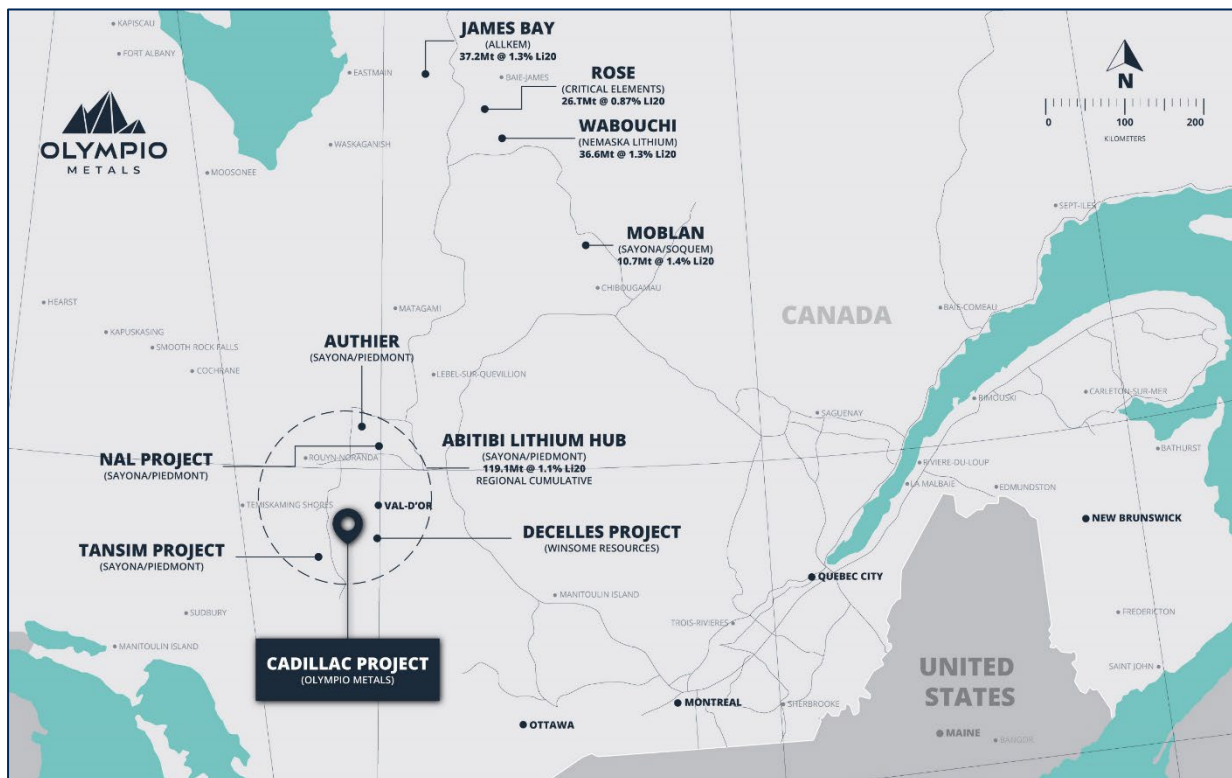 KAPISCAU
FORT ALBANY
EASTMAIN
JAMES BAY
(ALLKEM)
37.2Mt @ 1.3% Li20
BAIE-JAMES
ROSE
(CRITICAL ELEMENTS)
26.TMt @ 0.87% LI20
WABOUCHI
(NEMASKA LITHIUM)
36.6Mt @ 1.3% Li20
N
0 100 200
KILOMETERS
OLYMPIO
METALS
WASKAGANISH
MOOSONEE
SEPT-ILES
MOBLAN
(SAYONA/SOQUEM)
10.7Mt @ 1.4% Li20
CHIBOUGAMAU
HEARST
MATAGAMI
CANADA
BAIE-COMEAU
KAPUSKASING
SMOOTH ROCK FALLS
COCHRANE
AUTHIER
(SAYONA/PIEDMONT)
LEBEL-SUR-QUEVILLION
CARLETON-SUR-MER
RIMOUSKI
SAGUENAY
BATHURST
NAL PROJECT
(SAYONA/PIEDMONT)
ROUYN-NORANDA
ABITIBI LITHIUM HUB
(SAYONA/PIEDMONT)
119.1Mt @ 1.1% Li20
REGIONAL CUMULATIVE
RIVIERE-DU-LOUP
LA MALBAIE
EDMUNDSTON
TEMISKAMING SHORES
VAL-D'OR
NEW BRUNSWICK
TANSIM PROJECT
(SAYONA/PIEDMONT)
DECELLES PROJECT
(WINSOME RESOURCES)
QUEBEC CITY
MANITOULIN ISLAND
SUDBURY
TROIS-RIVIERES
FREDERICTON
MANITOULIN ISLAND
CADILLAC PROJECT
(OLYMPIO METALS)
UNITED
STATES
SAINT JOHN
OTTAWA
MONTREAL
SHERBROOKE
MAINE
BANGOR